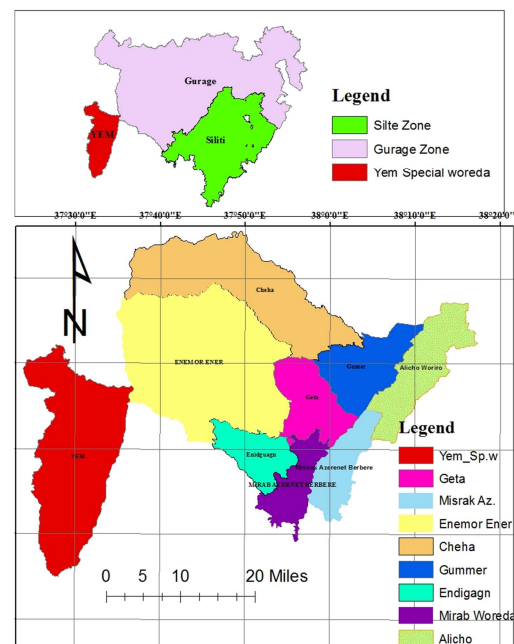 Gurage
Legend
Silte Zone
Siliti
YEM
Gurage Zone
Yem Special woreda
37°30'0"E 37°40'0"E 37°50'0"E 38°0'0"E 38°10'0"E 38°20'0"
N
Cheha
ENEMOR ENER
Gumer
Alicho Woriro
Geta
YEM
Enidguagn
Misrak Azerenet Berbere
MIRAB AZERNET BERBERE
Legend
Yem_Sp.w
Geta
Misrak Az.
Enemor Ener
Cheha
Gummer
Endigagn
Mirab Woreda
Alicho
0 5 10 20 Miles